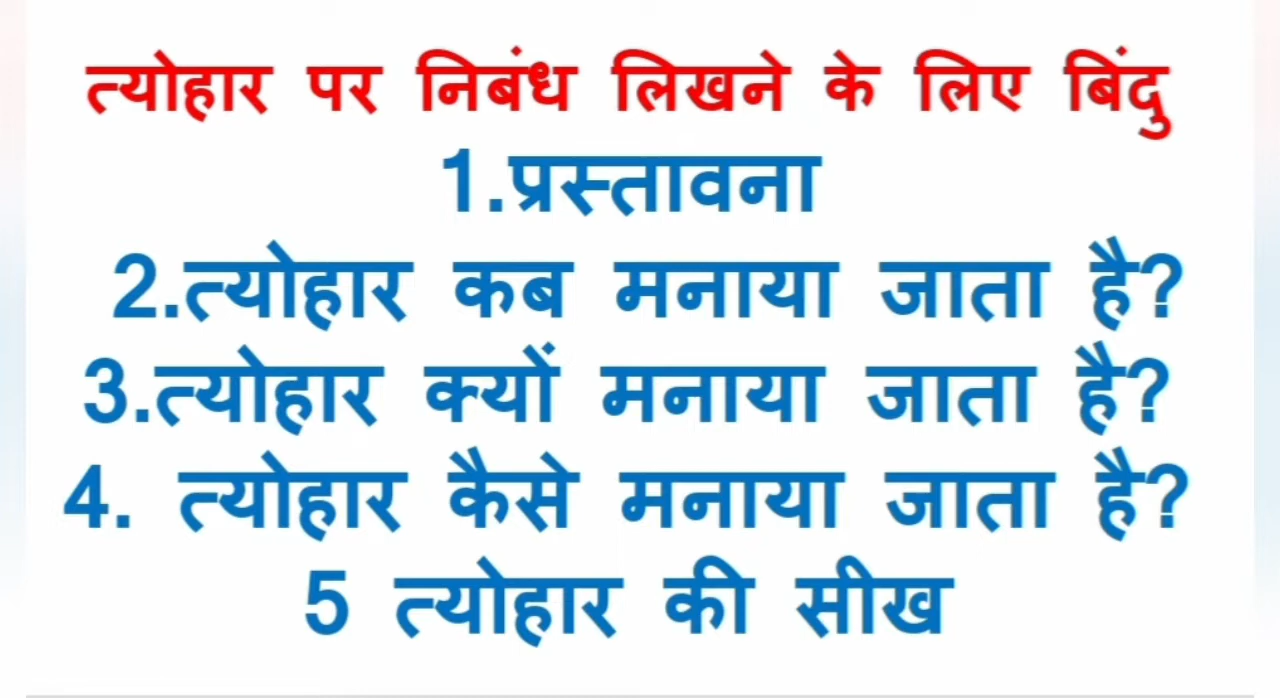 त्योहार पर निबंध लिखने के लिए बिंदु
1.प्रस्तावना
2.त्योहार कब मनाया जाता है?
3.त्योहार क्यों मनाया जाता है?
4. त्योहार कैसे मनाया जाता है?
5 त्योहार की सीख